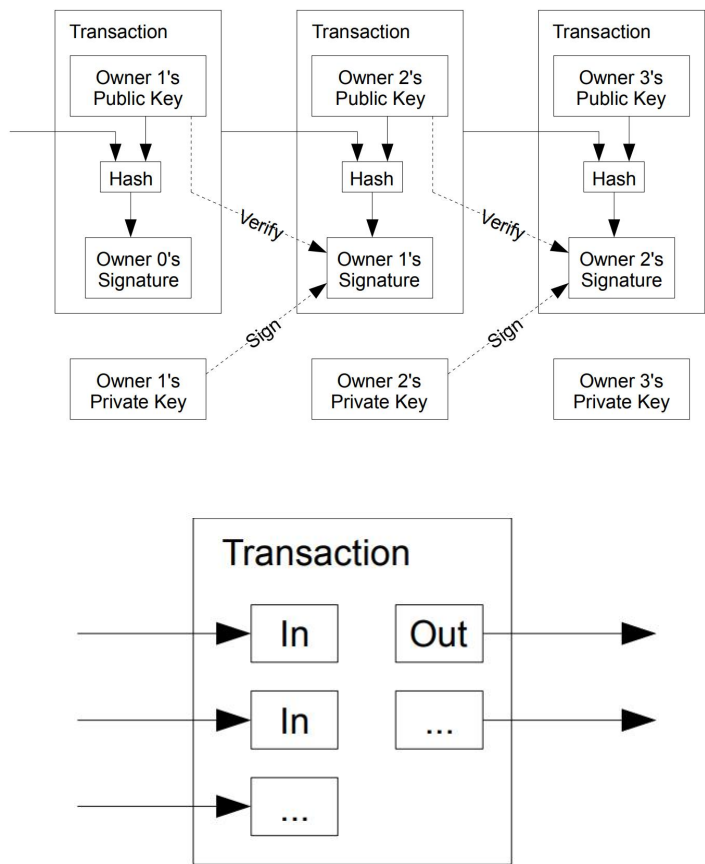 Transaction
Owner 1's
Public Key
Hash
Verify
Owner 0's
Signature
Transaction
Owner 2's
Public Key
Hash
Verify
Owner 1's
Signature
Transaction
Owner 3's
Public Key
Hash
Owner 2's
Signature
Sign
Sign
Owner 1's
Private Key
Owner 2's
Private Key
Owner 3's
Private Key
Transaction
In
Out
In
...
...